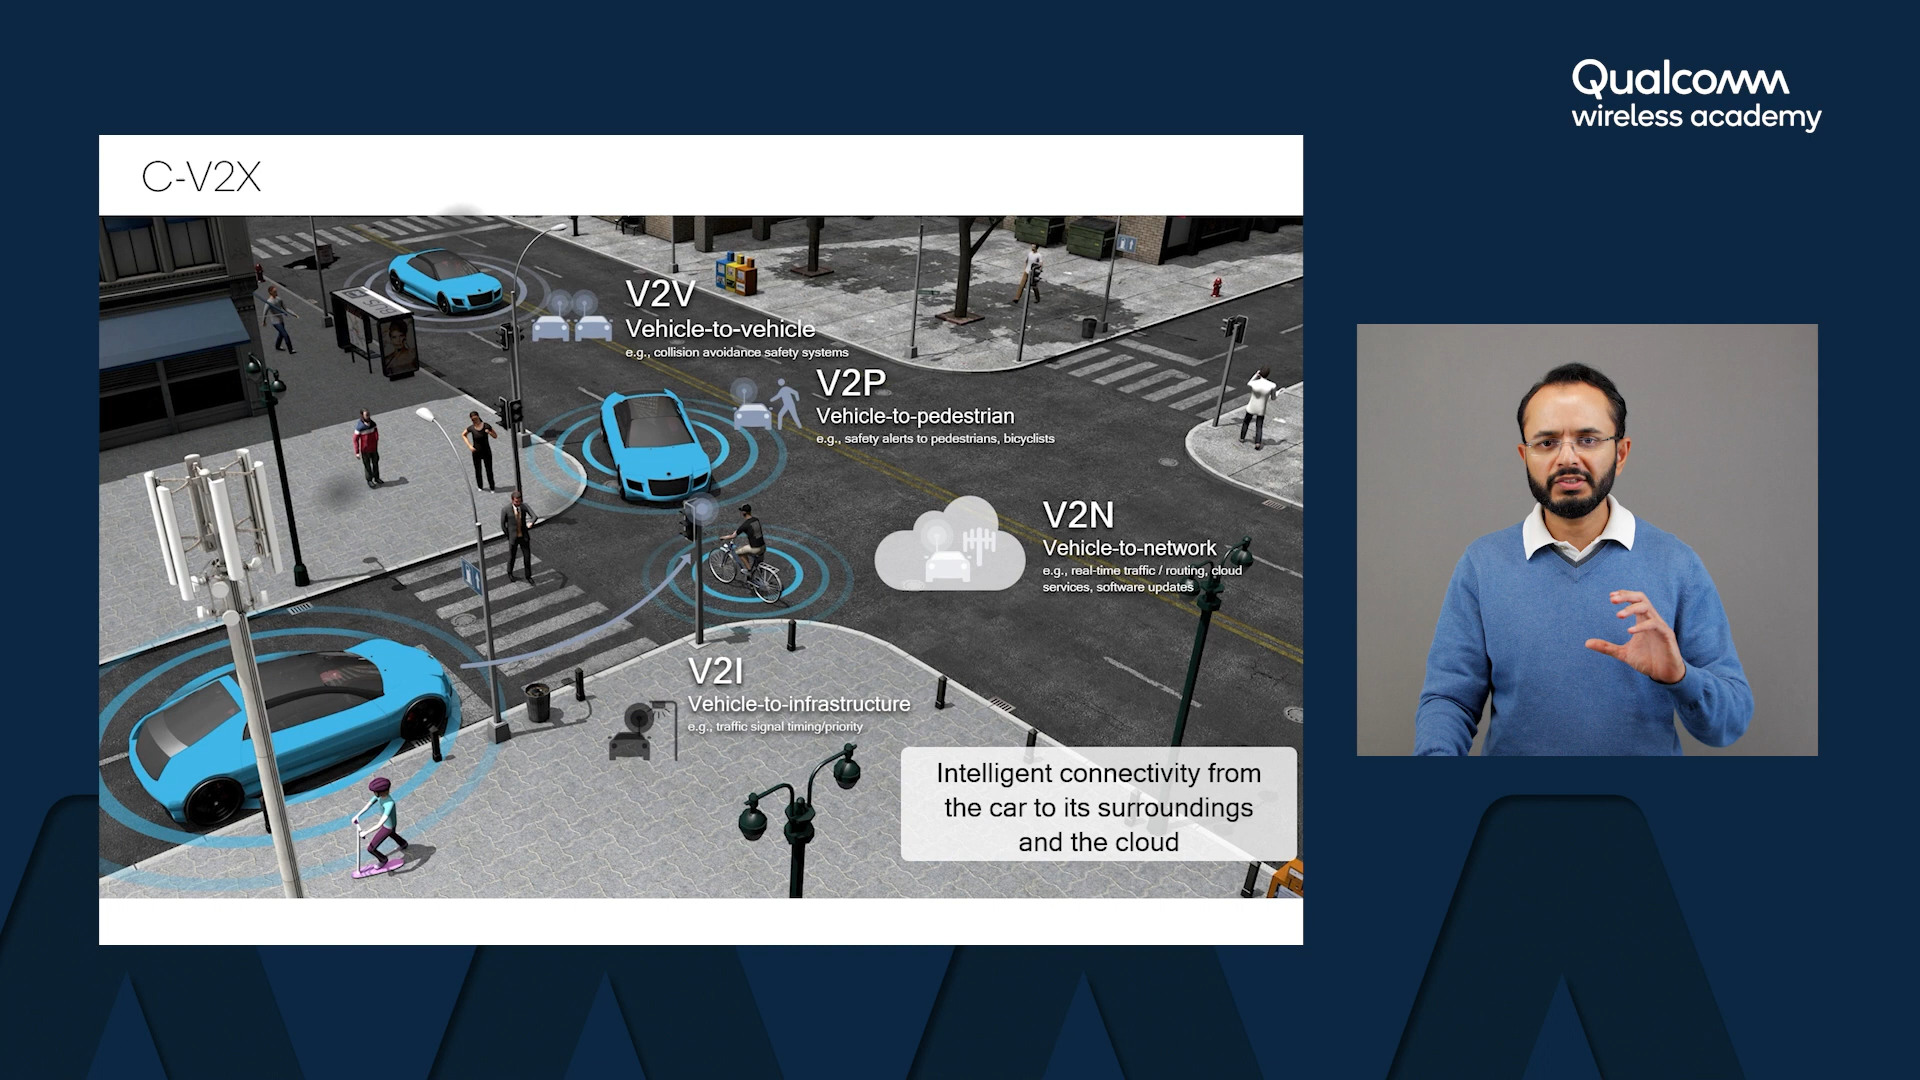 Qualcomm
wireless academy
C-V2X
V2V
Vehicle-to-vehicle
e.g., collision avoidance safety systems
V2P
Vehicle-to-pedestrian
e.g., safety alerts to pedestrians, bicyclists
V2N
Vehicle-to-network
e.g., real-time traffic / routing, cloud
services, software updates
V2I
Vehicle-to-infrastructure
e.g., traffic signal timing/priority
Intelligent connectivity from
the car to its surroundings
and the cloud